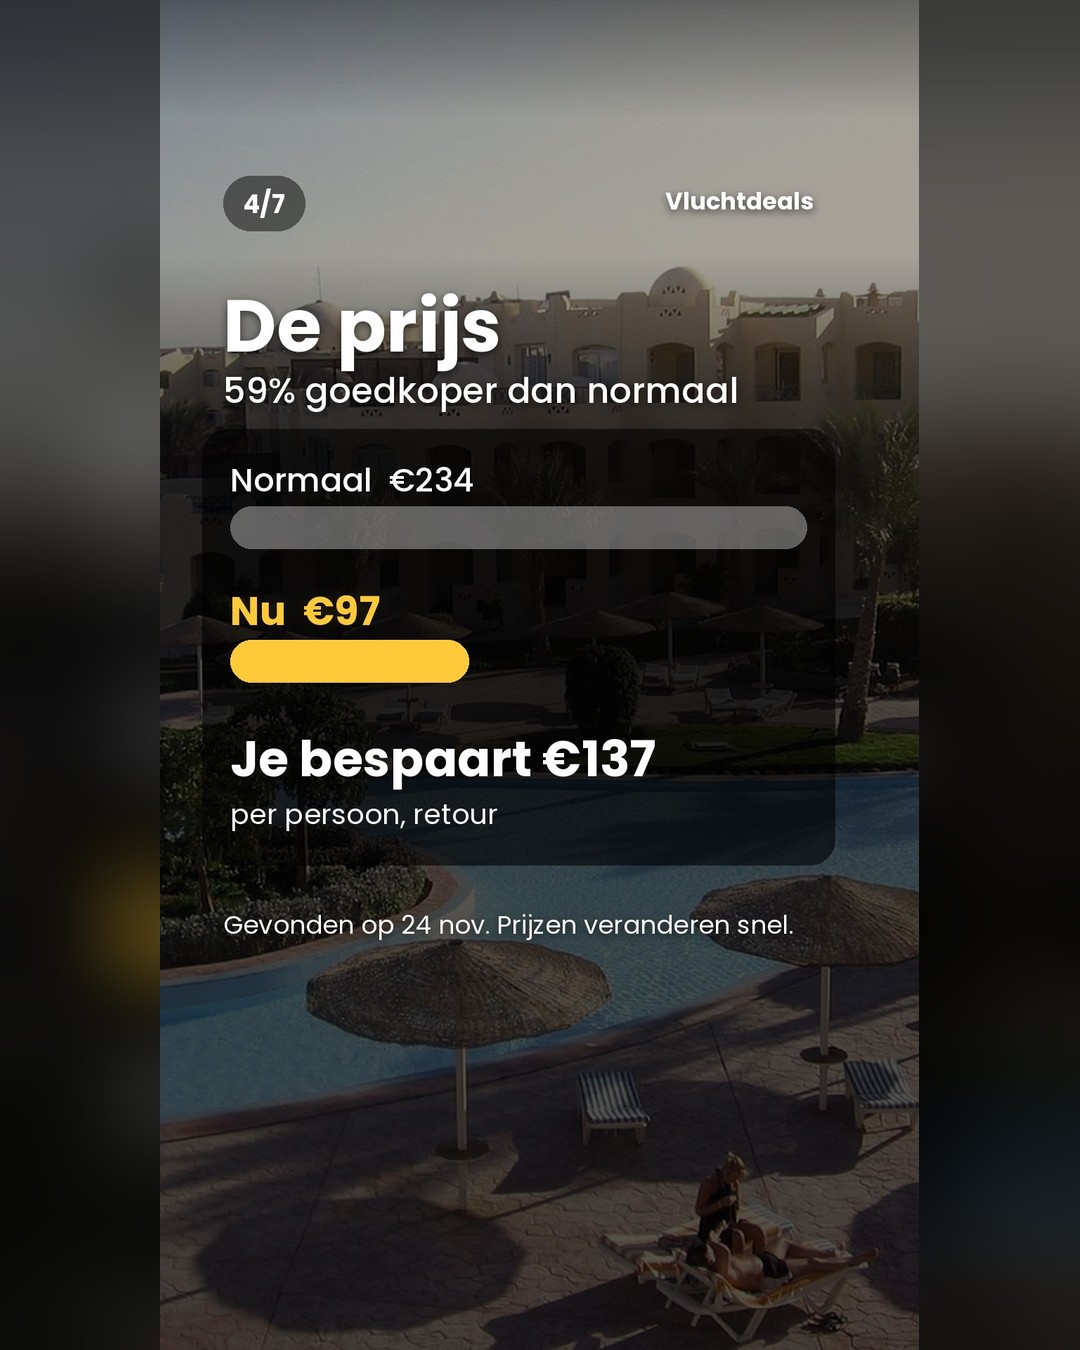 4/7
Vluchtdeals
De prijs
59% goedkoper dan normaal
Normaal €234
Nu €97
Je bespaart €137
per persoon, retour
Gevonden op 24 nov. Prijzen veranderen snel.